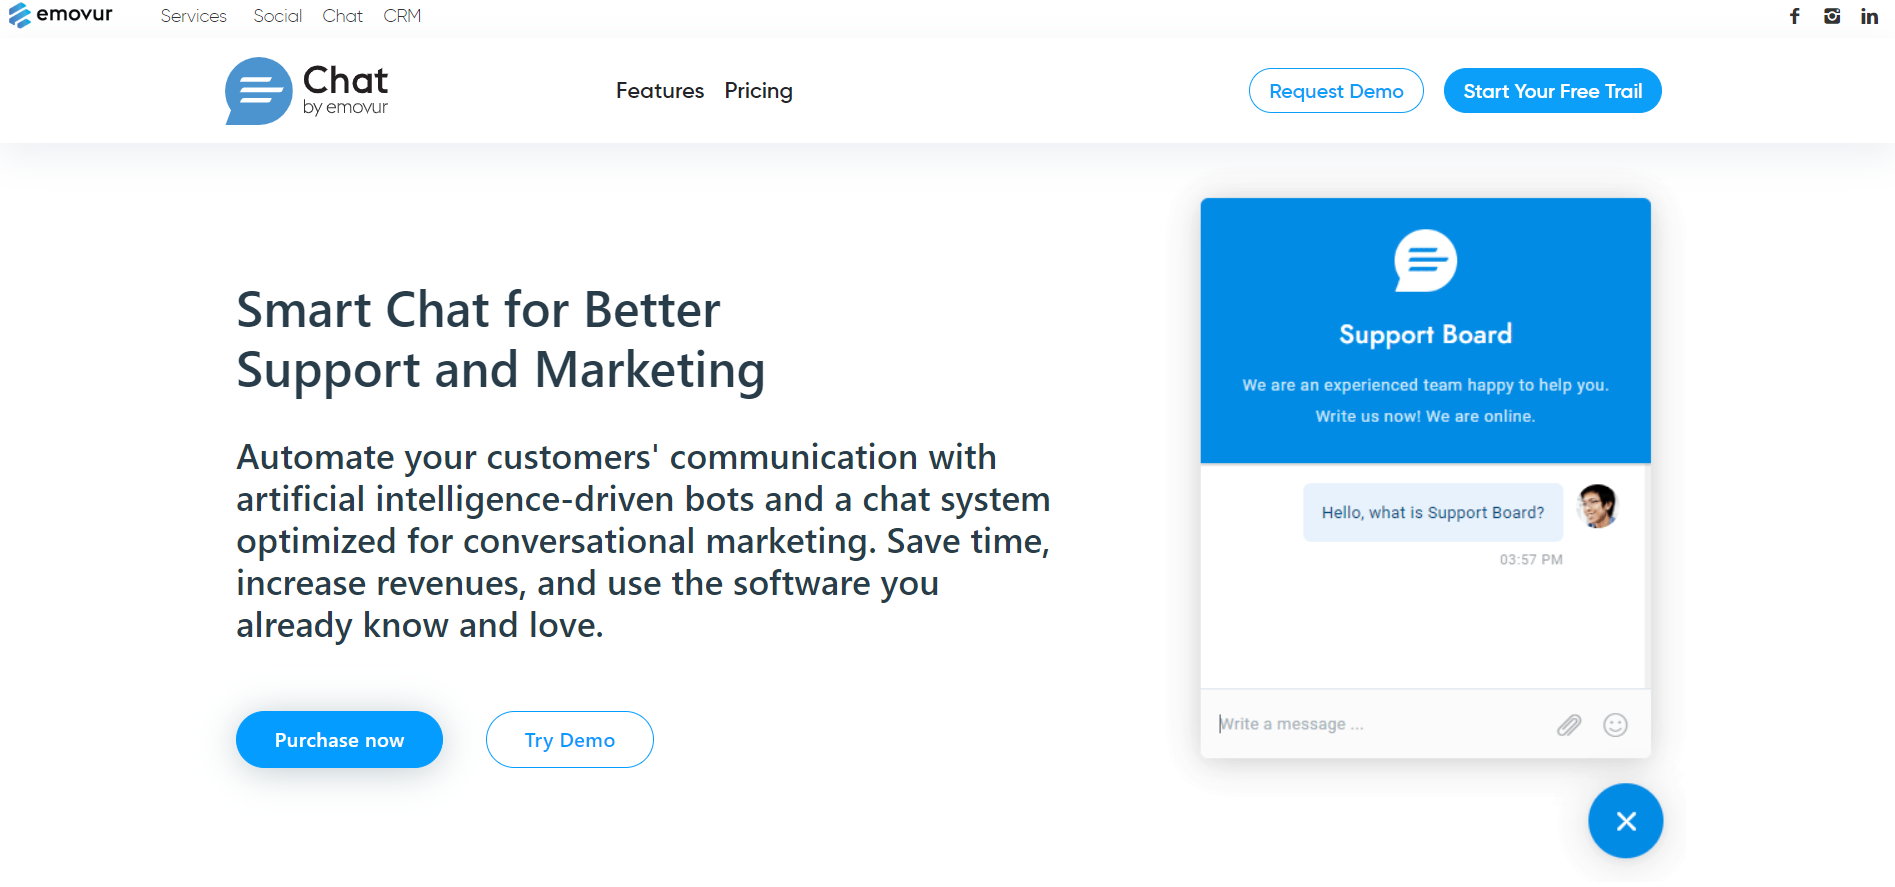 emovur
Services Social Chat CRM
Chat
by emovur
Features Pricing
Request Demo
Start Your Free Trail
Smart Chat for Better
Support and Marketing
Automate your customers' communication with
artificial intelligence-driven bots and a chat system
optimized for conversational marketing. Save time,
increase revenues, and use the software you
already know and love.
Purchase now
Try Demo
Support Board
We are an experienced team happy to help you.
Write us now! We are online.
Hello, what is Support Board?
03:57 PM
Write a message ...